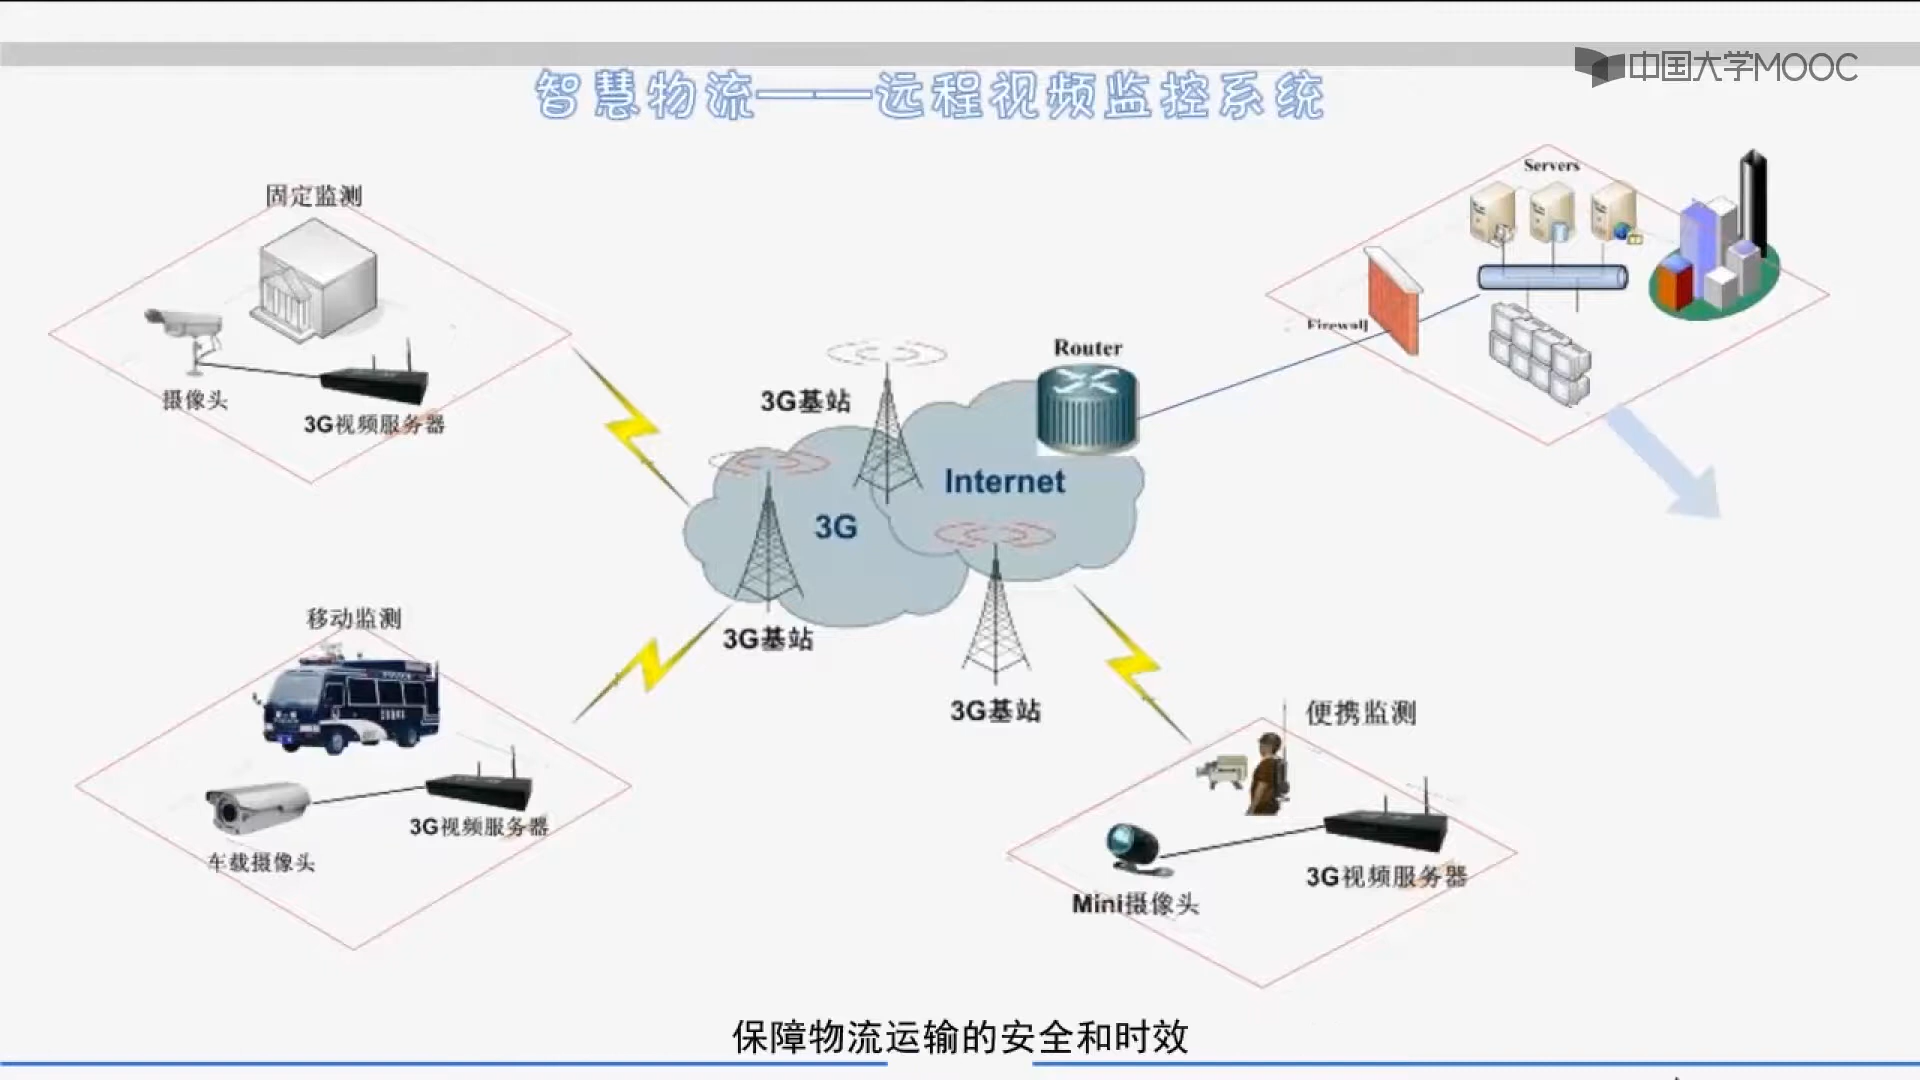 中国大学MOOC
智慧物流——远程视频监控系统
固定监测
摄像头
3G视频服务器
Servers
Firewall
Router
3G基站
Internet
3G
3G基站
3G基站
移动监测
3G视频服务器
车载摄像头
便携监测
3G视频服务器
Mini摄像头
保障物流运输的安全和时效